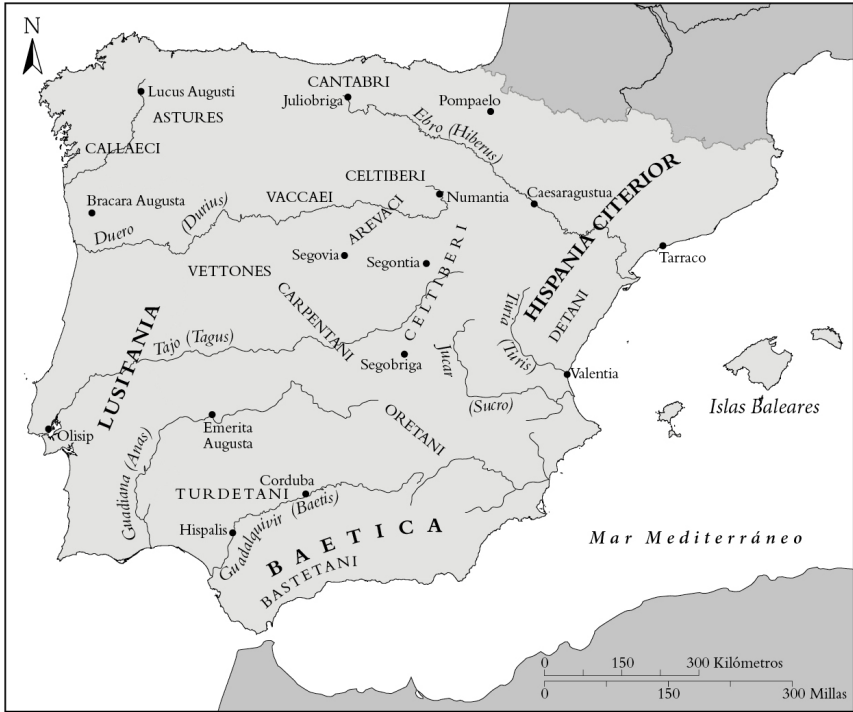 N
CANTABRI
Lucus Augusti
Juliobriga
Pompaelo
ASTURES
Ebro (Hiberus)
CALLAECI
CELTIBERI
Bracara Augusta
VACCAEI
Numantia
Caesaragustua
Duero
(Durius)
AREVACI
HISPANIA CITERIOR
Segovia
Segontia
Tarraco
VETTONES
CELTIBERI
CARPENTANI
Turia
(Turis)
DETANI
LUSITANIA
Tajo (Tagus)
Segobriga
Jucar
(Sucro)
Valentia
Islas Baleares
Olisip
Emerita
Augusta
ORETANI
Guadiana (Anas)
Corduba
TURDETANI
Hispalis
Guadalquivir (Baetis)
BAETICA
BASTETANI
Mar Mediterráneo
0 150 300 Kilómetros
0 150 300 Millas